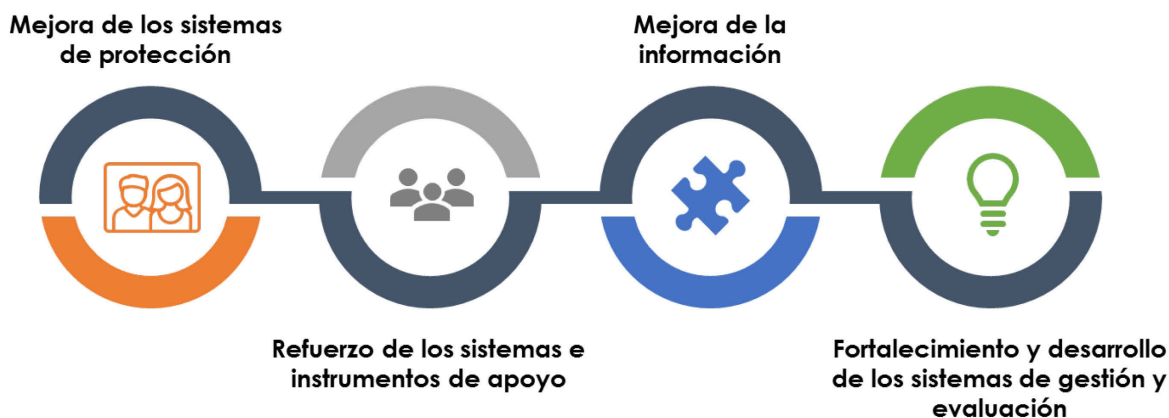 Mejora de los sistemas
de protección
Refuerzo de los sistemas e
instrumentos de apoyo
Mejora de la
información
Fortalecimiento y desarrollo
de los sistemas de gestión y
evaluación